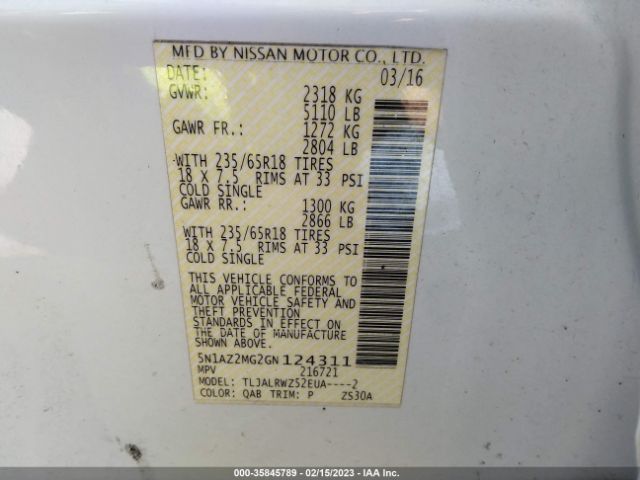 MFD BY NISSAN MOTOR CO., LTD.
DATE: 03/16
GVWR: 2318 KG
5110 LB
GAWR FR.: 1272 KG
2804 LB
WITH 235/65R18 TIRES
18 X 7.5 RIMS AT 33 PSI
COLD SINGLE
GAWR RR.: 1300 KG
2866 LB
WITH 235/65R18 TIRES
18 X 7.5 RIMS AT 33 PSI
COLD SINGLE
THIS VEHICLE CONFORMS TO
ALL APPLICABLE FEDERAL
MOTOR VEHICLE SAFETY AND
THEFT PREVENTION
STANDARDS IN EFFECT ON
THE DATE OF MANUFACTURE
SHOWN ABOVE.
5N1AZ2MG2GN124311
MPV 216721
MODEL: TLJALRWZ52EUA----2
COLOR: QAB TRIM: P ZS30A
000-35845789 - 02/15/2023 - IAA Inc.